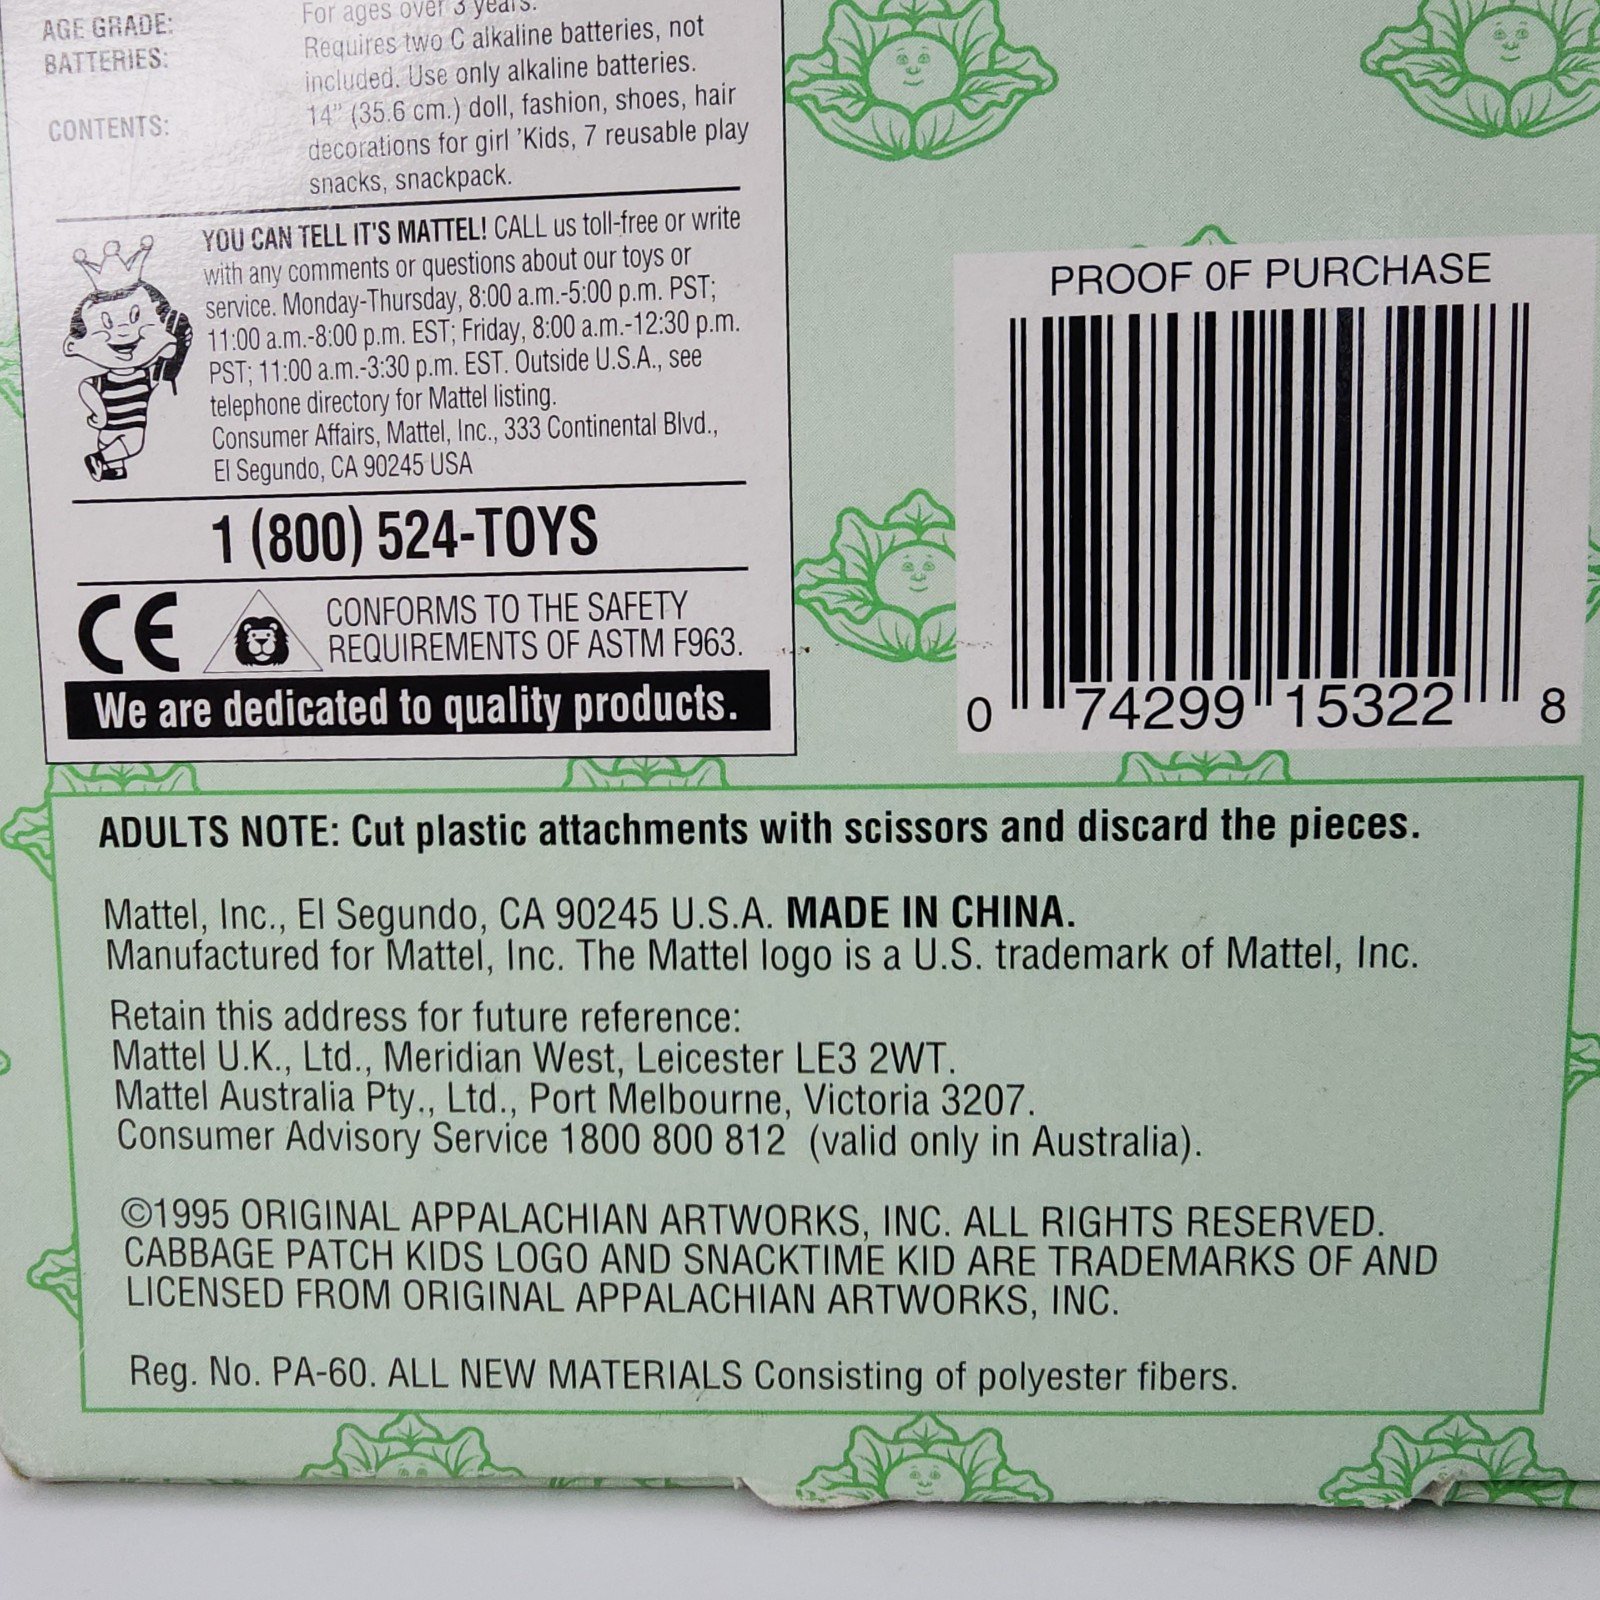 AGE GRADE: For ages over 3 years.
BATTERIES: Requires two C alkaline batteries, not
included. Use only alkaline batteries.
CONTENTS: 14" (35.6 cm.) doll, fashion, shoes, hair
decorations for girl 'Kids, 7 reusable play
snacks, snackpack.
YOU CAN TELL IT'S MATTEL! CALL us toll-free or write
with any comments or questions about our toys or
service. Monday-Thursday, 8:00 a.m.-5:00 p.m. PST;
11:00 a.m.-8:00 p.m. EST; Friday, 8:00 a.m.-12:30 p.m.
PST; 11:00 a.m.-3:30 p.m. EST. Outside U.S.A., see
telephone directory for Mattel listing.
Consumer Affairs, Mattel, Inc., 333 Continental Blvd.,
El Segundo, CA 90245 USA
1 (800) 524-TOYS
CE
CONFORMS TO THE SAFETY
REQUIREMENTS OF ASTM F963.
We are dedicated to quality products.
PROOF OF PURCHASE
0 74299 15322 8
ADULTS NOTE: Cut plastic attachments with scissors and discard the pieces.
Mattel, Inc., El Segundo, CA 90245 U.S.A. MADE IN CHINA.
Manufactured for Mattel, Inc. The Mattel logo is a U.S. trademark of Mattel, Inc.
Retain this address for future reference:
Mattel U.K., Ltd., Meridian West, Leicester LE3 2WT.
Mattel Australia Pty., Ltd., Port Melbourne, Victoria 3207.
Consumer Advisory Service 1800 800 812 (valid only in Australia).
©1995 ORIGINAL APPALACHIAN ARTWORKS, INC. ALL RIGHTS RESERVED.
CABBAGE PATCH KIDS LOGO AND SNACKTIME KID ARE TRADEMARKS OF AND
LICENSED FROM ORIGINAL APPALACHIAN ARTWORKS, INC.
Reg. No. PA-60. ALL NEW MATERIALS Consisting of polyester fibers.